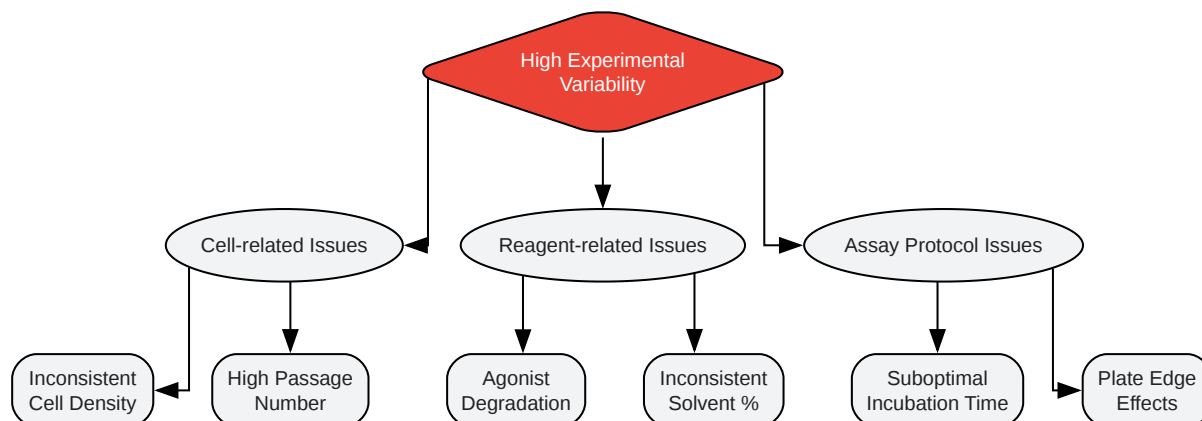 High Experimental
Variability
Cell-related Issues
Reagent-related Issues
Assay Protocol Issues
Inconsistent
Cell Density
High Passage
Number
Agonist
Degradation
Inconsistent
Solvent %
Suboptimal
Incubation Time
Plate Edge
Effects